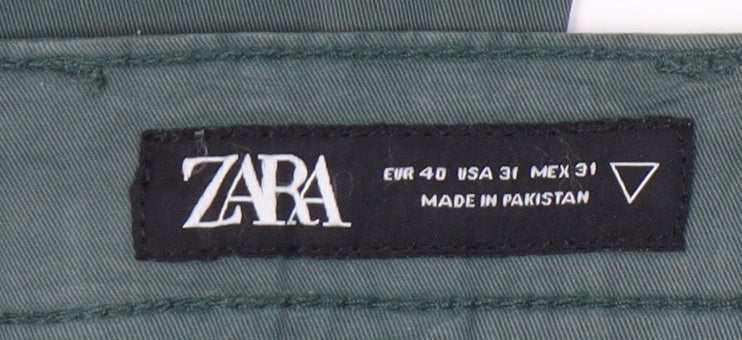 ZARA
EUR 40 USA 31 MEX 31
MADE IN PAKISTAN